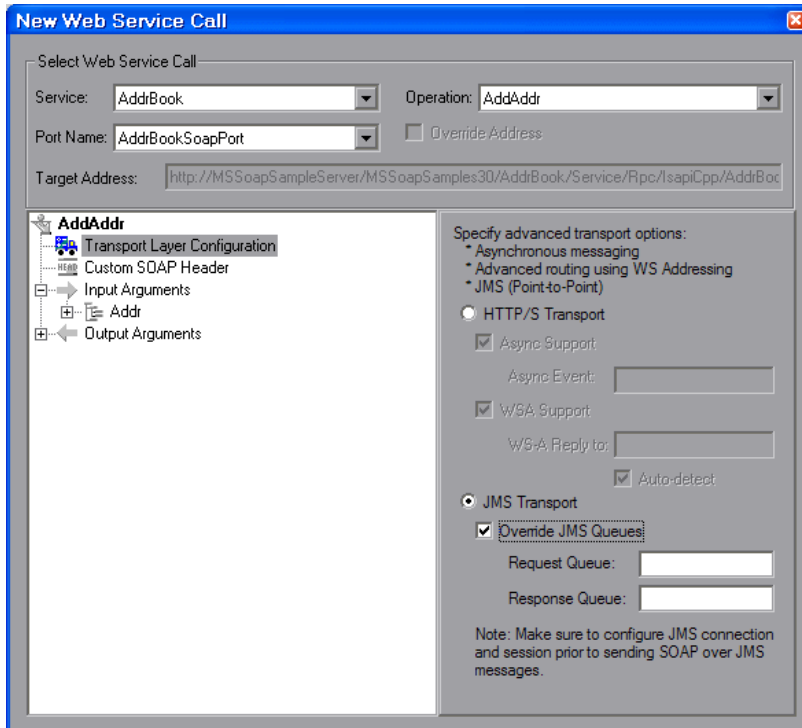 New Web Service Call
Select Web Service Call
Service: AddrBook Operation: AddAddr
Port Name: AddrBookSoapPort Override Address
Target Address: http://MSSoapSampleServer/MSSoapSamples30/AddrBook/Service/Rpc/IsapiCpp/AddrBoc
AddAddr
Transport Layer Configuration
HEAD Custom SOAP Header
Input Arguments
Addr
Output Arguments
Specify advanced transport options:
* Asynchronous messaging
* Advanced routing using WS Addressing
* JMS (Point-to-Point)
HTTP/S Transport
Async Support
Async Event:
WSA Support
WS-A Reply to:
Auto-detect
JMS Transport
Override JMS Queues
Request Queue:
Response Queue:
Note: Make sure to configure JMS connection
and session prior to sending SOAP over JMS
messages.